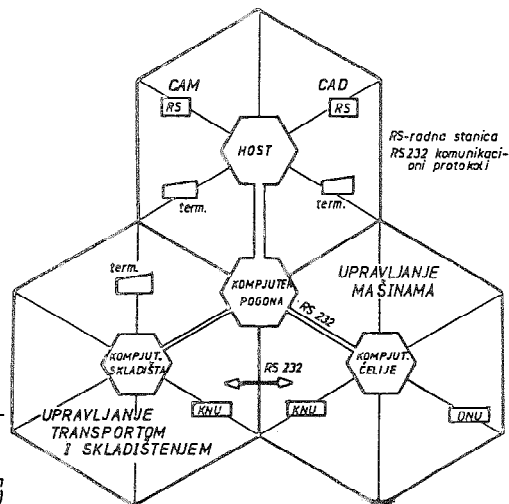 CAM
CAD
RS
RS
HOST
RS-radna stanica
RS232 komunikaci-
oni protokoli
term.
term.
term.
KOMPJUTER
POGONA
UPRAVLJANJE
MAŠINAMA
RS 232
KOMPJUT.
SKLADIŠTA
RS 232
KOMPJUT.
ĆELIJE
KNU
KNU
DNU
UPRAVLJANJE
TRANSPORTOM
I SKLADIŠTENJEM